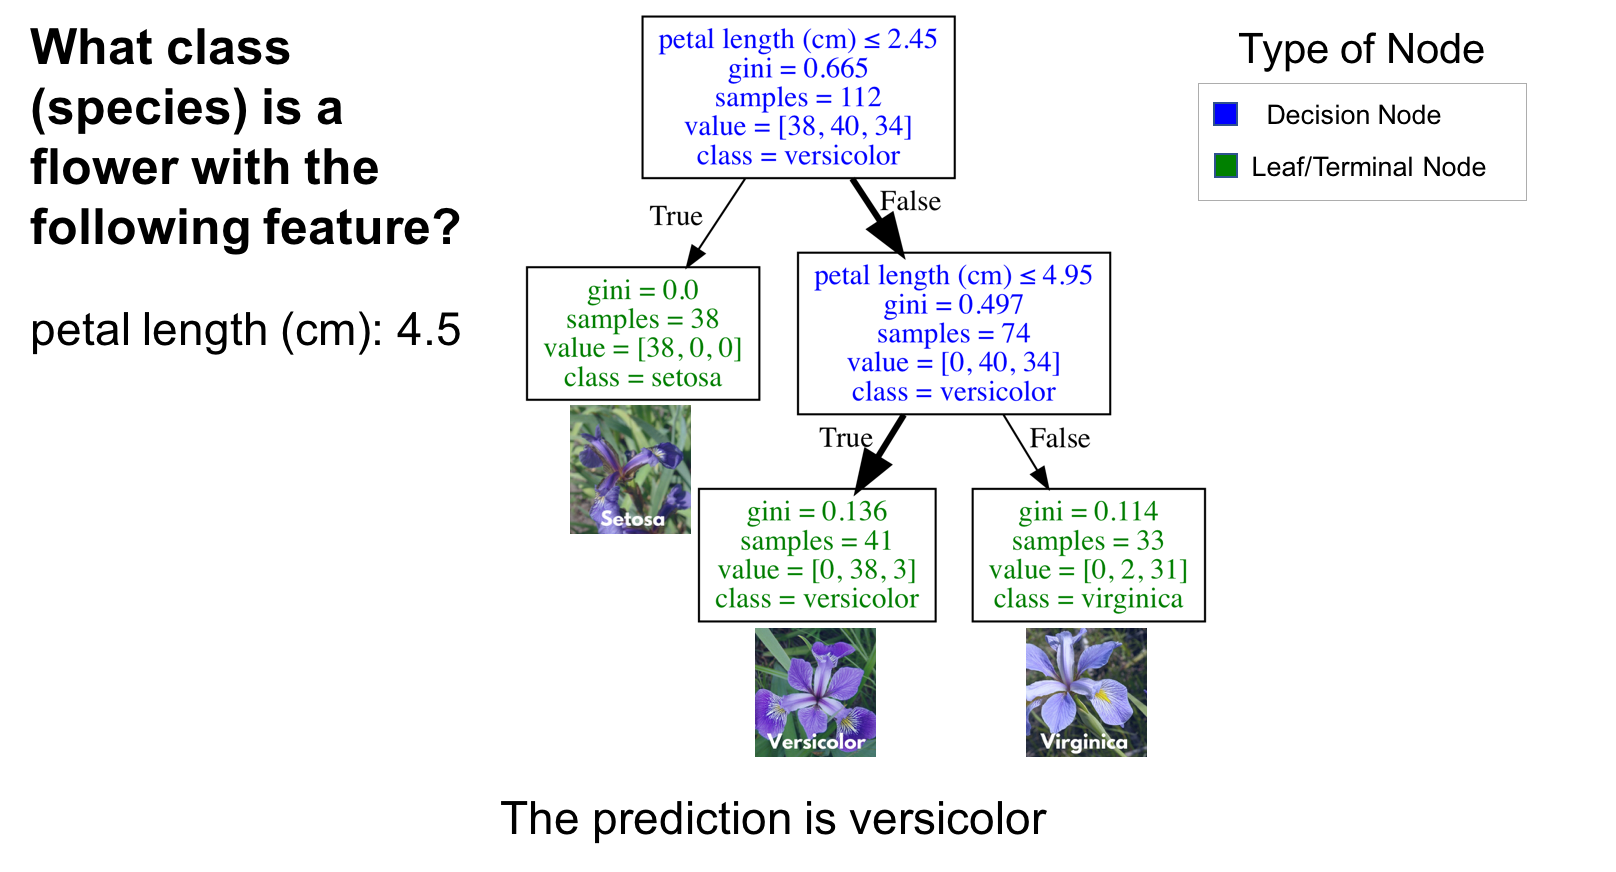 What class
(species) is a
flower with the
following feature?
petal length (cm): 4.5
petal length (cm) ≤ 2.45
gini = 0.665
samples = 112
value = [38, 40, 34]
class = versicolor
True
False
gini = 0.0
samples = 38
value = [38, 0, 0]
class = setosa
Setosa
petal length (cm) ≤ 4.95
gini = 0.497
samples = 74
value = [0, 40, 34]
class = versicolor
True
False
gini = 0.136
samples = 41
value = [0, 38, 3]
class = versicolor
Versicolor
gini = 0.114
samples = 33
value = [0, 2, 31]
class = virginica
Virginica
Type of Node
Decision Node
Leaf/Terminal Node
The prediction is versicolor